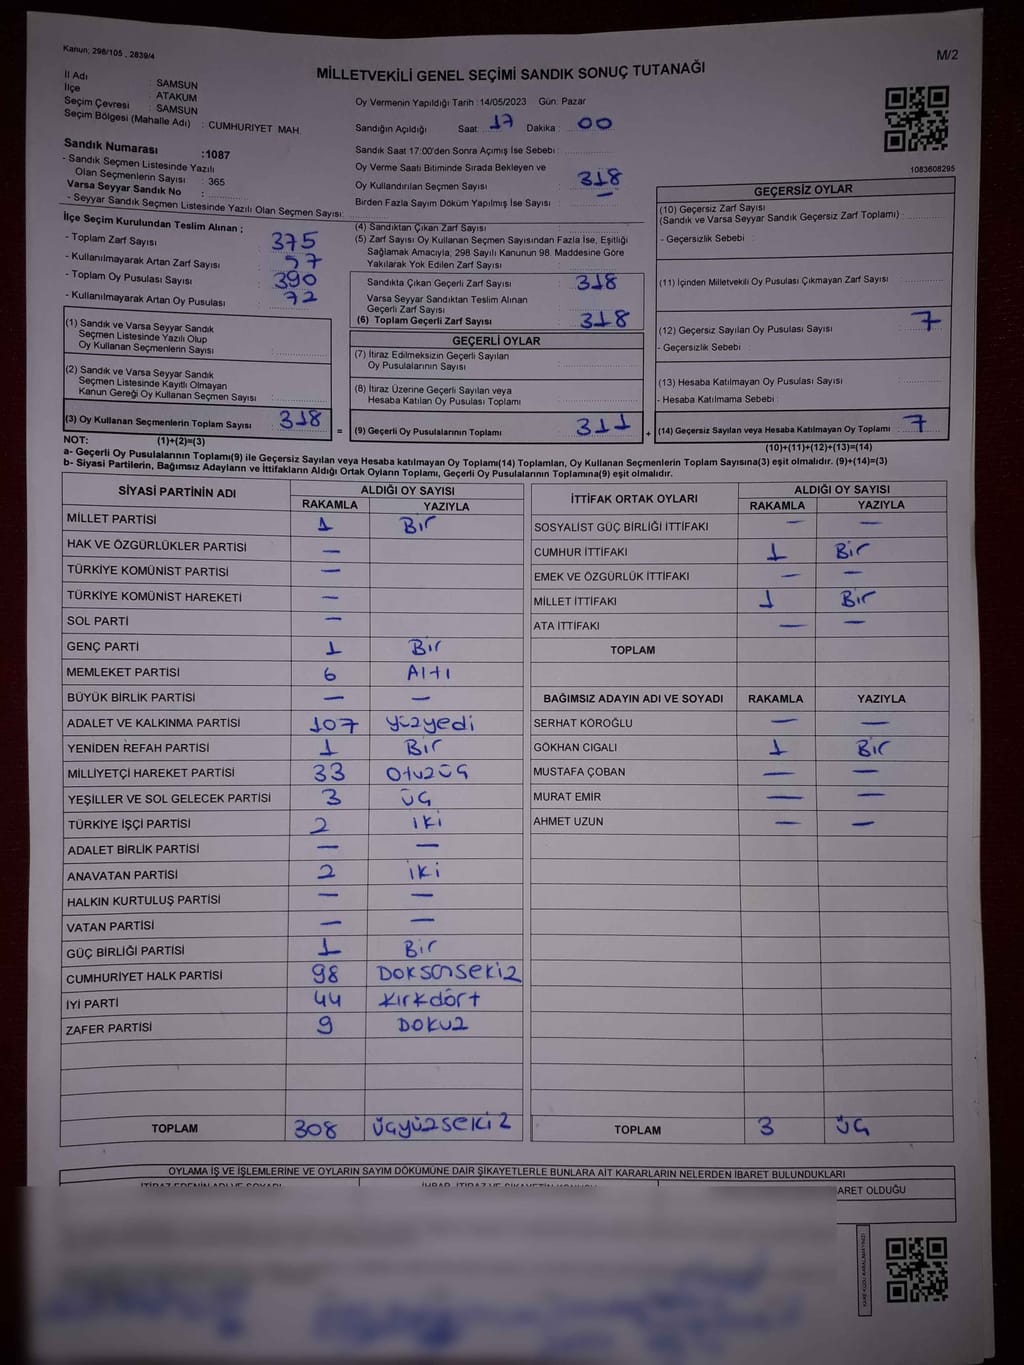 Kanun: 298/105 , 2839/4
M/2
MİLLETVEKİLİ GENEL SEÇİMİ SANDIK SONUÇ TUTANAĞI
İl Adı : SAMSUN
İlçe : ATAKUM
Seçim Çevresi : SAMSUN
Seçim Bölgesi (Mahalle Adı) : CUMHURİYET MAH.
Sandık Numarası :1087
- Sandık Seçmen Listesinde Yazılı
Olan Seçmenlerin Sayısı : 365
Varsa Seyyar Sandık No :
- Seyyar Sandık Seçmen Listesinde Yazılı Olan Seçmen Sayısı:
Oy Vermenin Yapıldığı Tarih : 14/05/2023 Gün: Pazar
Sandığın Açıldığı Saat: 17 Dakika : 00
Sandık Saat 17:00'den Sonra Açımış İse Sebebi :
Oy Verme Saati Bitiminde Sırada Bekleyen ve
Oy Kullandırılan Seçmen Sayısı : 318
Birden Fazla Sayım Döküm Yapılmış İse Sayısı : —
1083608295
İlçe Seçim Kurulundan Teslim Alınan ;
- Toplam Zarf Sayısı : 375
- Kullanılmayarak Artan Zarf Sayısı : 57
- Toplam Oy Pusulası Sayısı : 390
- Kullanılmayarak Artan Oy Pusulası : 72
(1) Sandık ve Varsa Seyyar Sandık
Seçmen Listesinde Yazılı Olup
Oy Kullanan Seçmenlerin Sayısı :
(2) Sandık ve Varsa Seyyar Sandık
Seçmen Listesinde Kayıtlı Olmayan
Kanun Gereği Oy Kullanan Seçmen Sayısı :
(3) Oy Kullanan Seçmenlerin Toplam Sayısı : 318
(4) Sandıktan Çıkan Zarf Sayısı :
(5) Zarf Sayısı Oy Kullanan Seçmen Sayısından Fazla İse, Eşitliği
Sağlamak Amacıyla, 298 Sayılı Kanunun 98. Maddesine Göre
Yakılarak Yok Edilen Zarf Sayısı :
Sandıkta Çıkan Geçerli Zarf Sayısı : 318
Varsa Seyyar Sandıktan Teslim Alınan
Geçerli Zarf Sayısı :
(6) Toplam Geçerli Zarf Sayısı : 318
GEÇERLİ OYLAR
(7) İtiraz Edilmeksizin Geçerli Sayılan
Oy Pusulalarının Sayısı :
(8) İtiraz Üzerine Geçerli Sayılan veya
Hesaba Katılan Oy Pusulası Toplamı :
= (9) Geçerli Oy Pusulalarının Toplamı : 311 +
GEÇERSİZ OYLAR
(10) Geçersiz Zarf Sayısı
(Sandık ve Varsa Seyyar Sandık Geçersiz Zarf Toplamı) :
- Geçersizlik Sebebi :
(11) İçinden Milletvekili Oy Pusulası Çıkmayan Zarf Sayısı :
(12) Geçersiz Sayılan Oy Pusulası Sayısı : 7
- Geçersizlik Sebebi :
(13) Hesaba Katılmayan Oy Pusulası Sayısı :
- Hesaba Katılmama Sebebi :
(14) Geçersiz Sayılan veya Hesaba Katılmayan Oy Toplamı : 7
NOT: (1)+(2)=(3) (10)+(11)+(12)+(13)=(14)
a- Geçerli Oy Pusulalarının Toplamı(9) ile Geçersiz Sayılan veya Hesaba katılmayan Oy Toplamı(14) Toplamları, Oy Kullanan Seçmenlerin Toplam Sayısına(3) eşit olmalıdır. (9)+(14)=(3)
b- Siyasi Partilerin, Bağımsız Adayların ve İttifakların Aldığı Ortak Oyların Toplamı, Geçerli Oy Pusulalarının Toplamına(9) eşit olmalıdır.
SİYASİ PARTİNİN ADI ALDIĞI OY SAYISI
RAKAMLA YAZIYLA
MİLLET PARTİSİ 1 Bir
HAK VE ÖZGÜRLÜKLER PARTİSİ —
TÜRKİYE KOMÜNİST PARTİSİ —
TÜRKİYE KOMÜNİST HAREKETİ —
SOL PARTİ —
GENÇ PARTİ 1 Bir
MEMLEKET PARTİSİ 6 Altı
BÜYÜK BİRLİK PARTİSİ — —
ADALET VE KALKINMA PARTİSİ 107 Yüzyedi
YENİDEN REFAH PARTİSİ 1 Bir
MİLLİYETÇİ HAREKET PARTİSİ 33 Otuzüç
YEŞİLLER VE SOL GELECEK PARTİSİ 3 üç
TÜRKİYE İŞÇİ PARTİSİ 2 iki
ADALET BİRLİK PARTİSİ — —
ANAVATAN PARTİSİ 2 iki
HALKIN KURTULUŞ PARTİSİ — —
VATAN PARTİSİ — —
GÜÇ BİRLİĞİ PARTİSİ 1 Bir
CUMHURİYET HALK PARTİSİ 98 Doksansekiz
İYİ PARTİ 44 Kırkdört
ZAFER PARTİSİ 9 DOKUZ
TOPLAM 308 üçyüzsekiz
İTTİFAK ORTAK OYLARI ALDIĞI OY SAYISI
RAKAMLA YAZIYLA
SOSYALİST GÜÇ BİRLİĞİ İTTİFAKI — —
CUMHUR İTTİFAKI 1 Bir
EMEK VE ÖZGÜRLÜK İTTİFAKI — —
MİLLET İTTİFAKI 1 Bir
ATA İTTİFAKI — —
TOPLAM
BAĞIMSIZ ADAYIN ADI VE SOYADI RAKAMLA YAZIYLA
SERHAT KÖROĞLU — —
GÖKHAN CIGALI 1 Bir
MUSTAFA ÇOBAN — —
MURAT EMİR — —
AHMET UZUN — —
TOPLAM 3 üç
OYLAMA İŞ VE İŞLEMLERİNE VE OYLARIN SAYIM DÖKÜMÜNE DAİR ŞİKAYETLERLE BUNLARA AİT KARARLARIN NELERDEN İBARET BULUNDUKLARI
İTİRAZ EDENİN ADI VE SOYADI İHBAR, İTİRAZ VE ŞİKAYETİN KONUSU ARET OLDUĞU